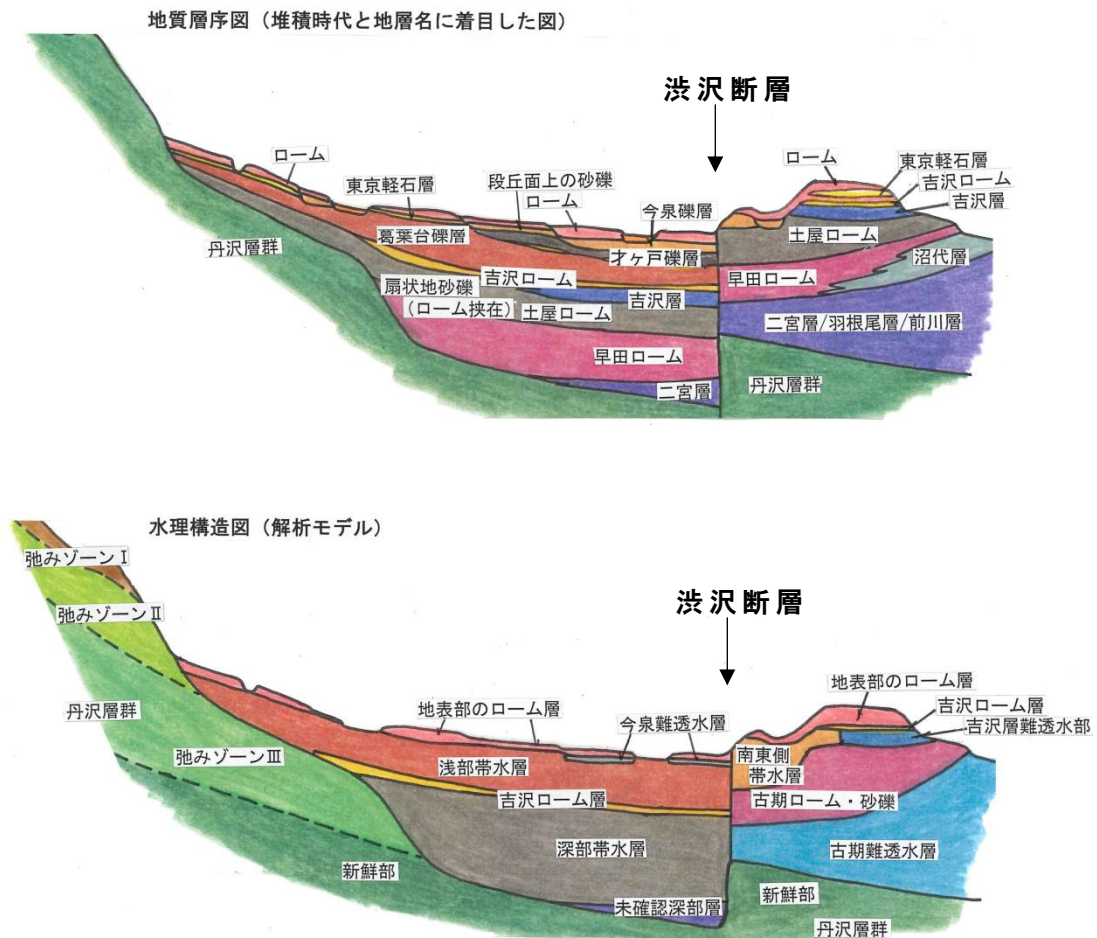 地質層序図（堆積時代と地層名に着目した図）
渋沢断層
ローム
東京軽石層
段丘面上の砂礫
ローム
今泉礫層
葛葉台礫層
才ヶ戸礫層
丹沢層群
吉沢ローム
吉沢層
扇状地砂礫
（ローム挟在）
土屋ローム
早田ローム
二宮層
ローム
東京軽石層
吉沢ローム
吉沢層
土屋ローム
沼代層
早田ローム
二宮層/羽根尾層/前川層
丹沢層群
水理構造図（解析モデル）
渋沢断層
弛みゾーンⅠ
弛みゾーンⅡ
丹沢層群
弛みゾーンⅢ
地表部のローム層
今泉難透水層
浅部帯水層
吉沢ローム層
深部帯水層
新鮮部
未確認深部層
地表部のローム層
吉沢ローム層
吉沢層難透水部
南東側
帯水層
古期ローム・砂礫
古期難透水層
新鮮部
丹沢層群